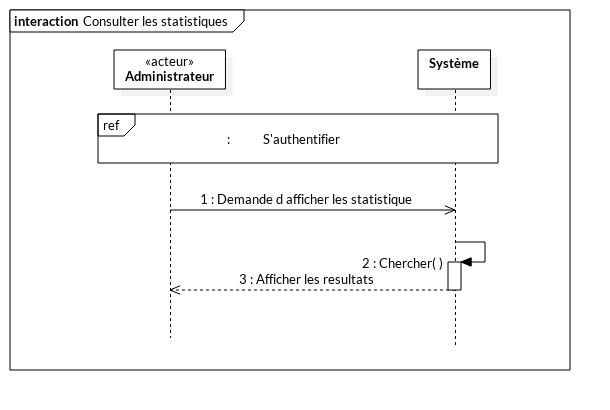 interaction Consulter les statistiques
«acteur»
Administrateur
Système
ref
: S'authentifier
1 : Demande d afficher les statistique
2 : Chercher( )
3 : Afficher les resultats